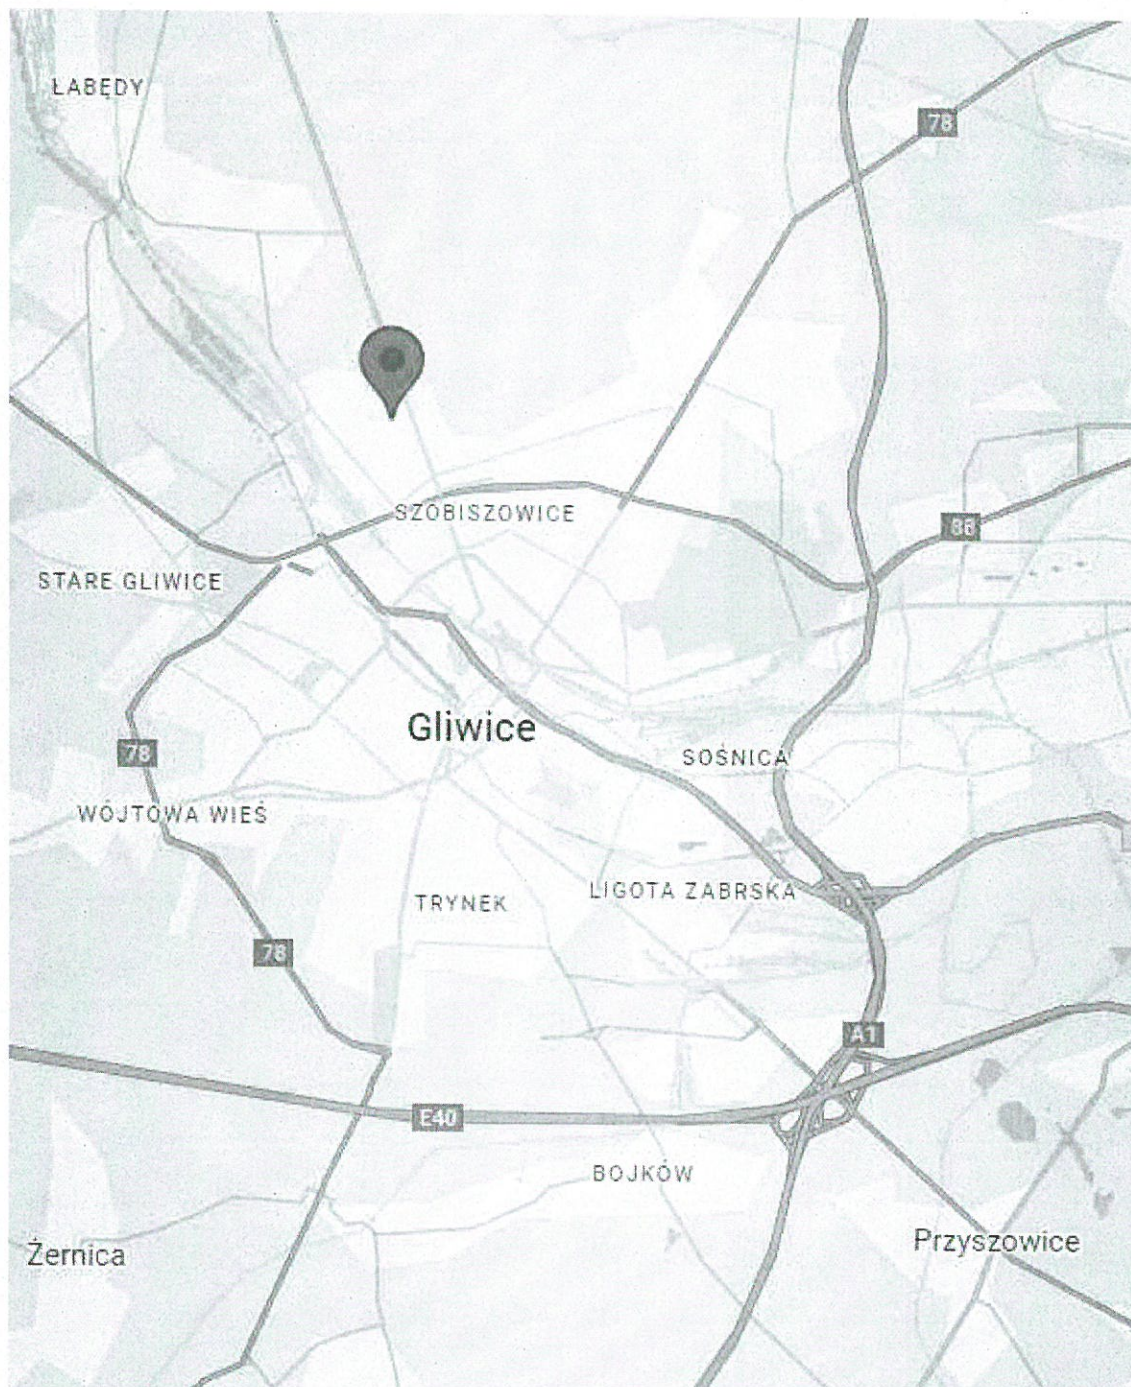 ŁABĘDY
78
SZOBISZOWICE
88
STARE GLIWICE
Gliwice
78
SOŚNICA
WÓJTOWA WIEŚ
LIGOTA ZABRSKA
TRYNEK
78
A1
E40
BOJKÓW
Żernica
Przyszowice